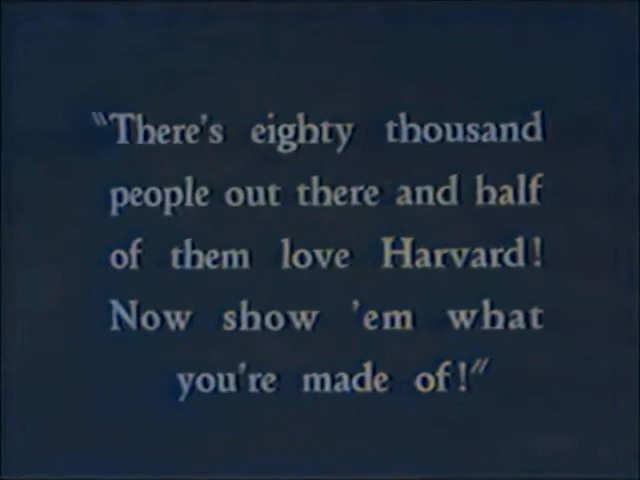 "There's eighty thousand
people out there and half
of them love Harvard!
Now show 'em what
you're made of!"